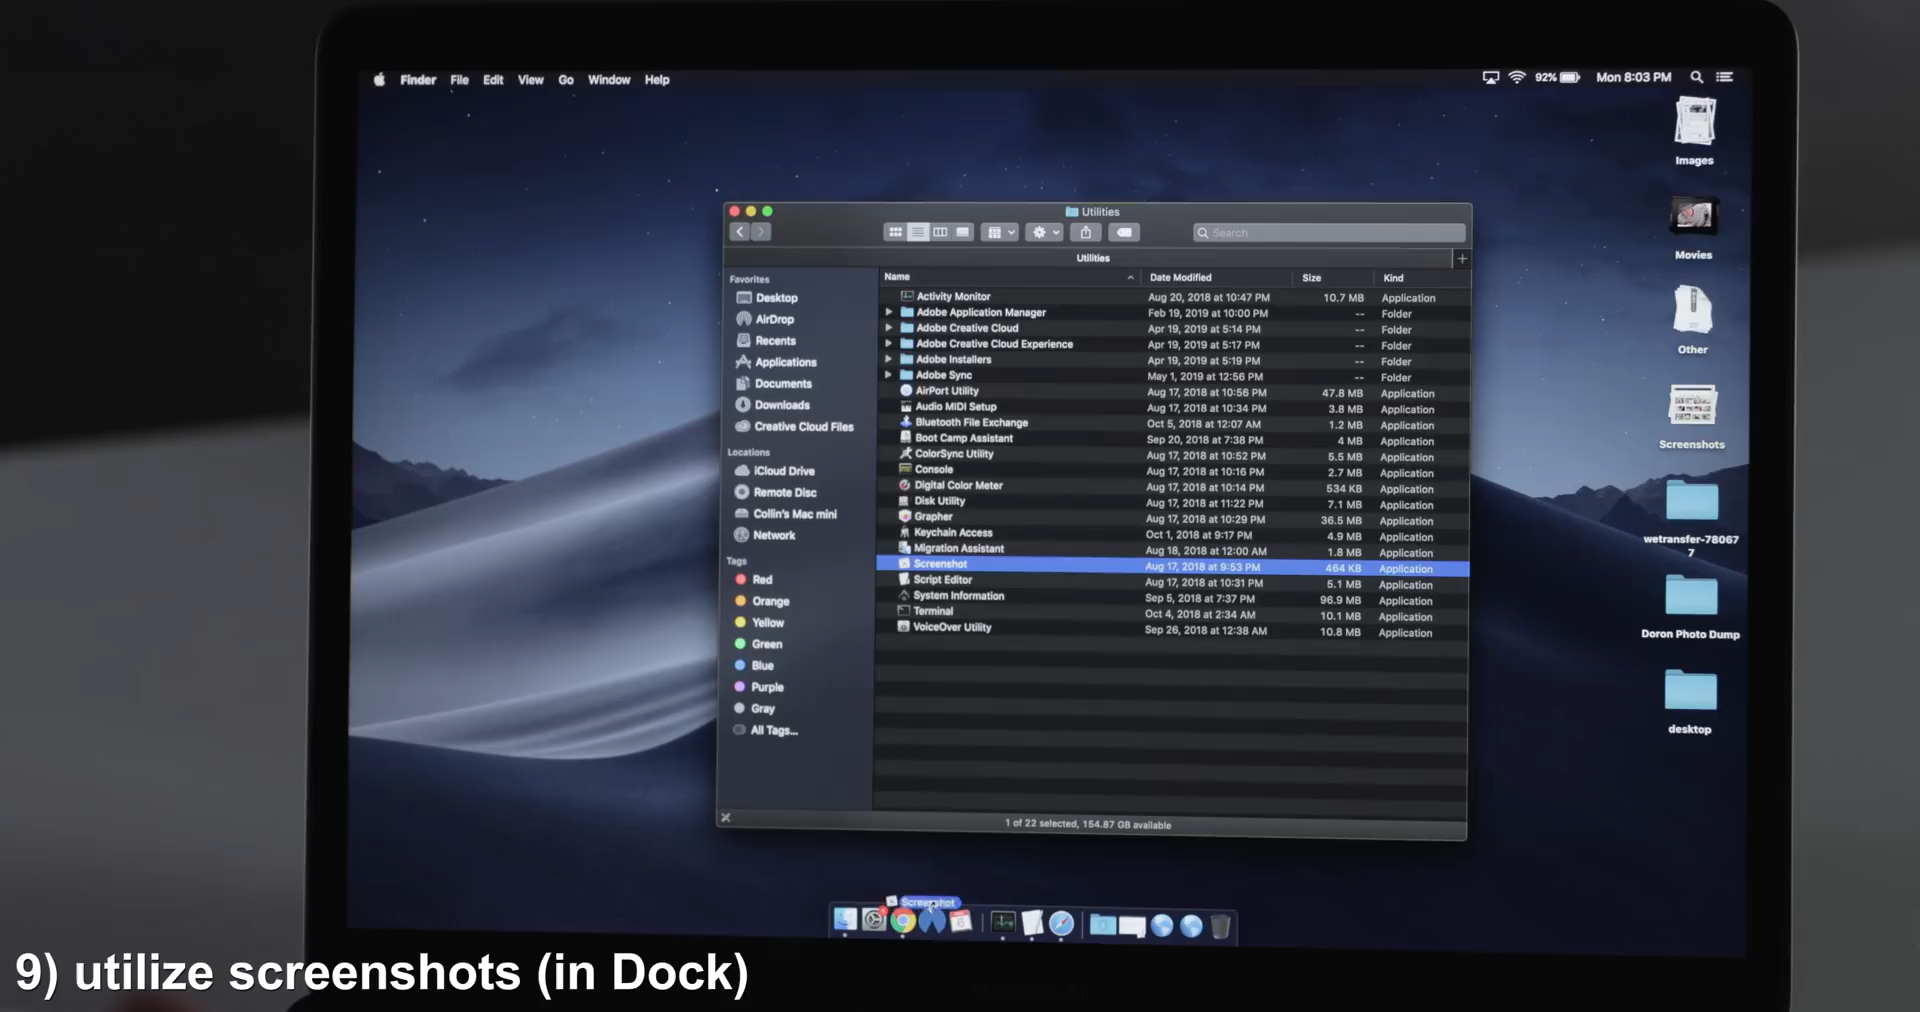 Finder File Edit View Go Window Help
92% Mon 8:03 PM
Images
Movies
Other
Screenshots
wetransfer-78067
7
Doron Photo Dump
desktop
Utilities
Search
Utilities
Favorites
Desktop
AirDrop
Recents
Applications
Documents
Downloads
Creative Cloud Files
Locations
iCloud Drive
Remote Disc
Collin's Mac mini
Network
Tags
Red
Orange
Yellow
Green
Blue
Purple
Gray
All Tags...
Name Date Modified Size Kind
Activity Monitor Aug 20, 2018 at 10:47 PM 10.7 MB Application
Adobe Application Manager Feb 19, 2019 at 10:00 PM -- Folder
Adobe Creative Cloud Apr 19, 2019 at 5:14 PM -- Folder
Adobe Creative Cloud Experience Apr 19, 2019 at 5:17 PM -- Folder
Adobe Installers Apr 19, 2019 at 5:19 PM -- Folder
Adobe Sync May 1, 2019 at 12:56 PM -- Folder
AirPort Utility Aug 17, 2018 at 10:56 PM 47.8 MB Application
Audio MIDI Setup Aug 17, 2018 at 10:34 PM 3.8 MB Application
Bluetooth File Exchange Oct 5, 2018 at 12:07 AM 1.2 MB Application
Boot Camp Assistant Sep 20, 2018 at 7:38 PM 4 MB Application
ColorSync Utility Aug 17, 2018 at 10:52 PM 5.5 MB Application
Console Aug 17, 2018 at 10:16 PM 2.7 MB Application
Digital Color Meter Aug 17, 2018 at 10:14 PM 534 KB Application
Disk Utility Aug 17, 2018 at 11:22 PM 7.1 MB Application
Grapher Aug 17, 2018 at 10:29 PM 36.5 MB Application
Keychain Access Oct 1, 2018 at 9:17 PM 4.9 MB Application
Migration Assistant Aug 18, 2018 at 12:00 AM 1.8 MB Application
Screenshot Aug 17, 2018 at 9:53 PM 464 KB Application
Script Editor Aug 17, 2018 at 10:31 PM 5.1 MB Application
System Information Sep 5, 2018 at 7:37 PM 96.9 MB Application
Terminal Oct 4, 2018 at 2:34 AM 10.1 MB Application
VoiceOver Utility Sep 26, 2018 at 12:38 AM 10.8 MB Application
1 of 22 selected, 154.87 GB available
Screenshot
9) utilize screenshots (in Dock)